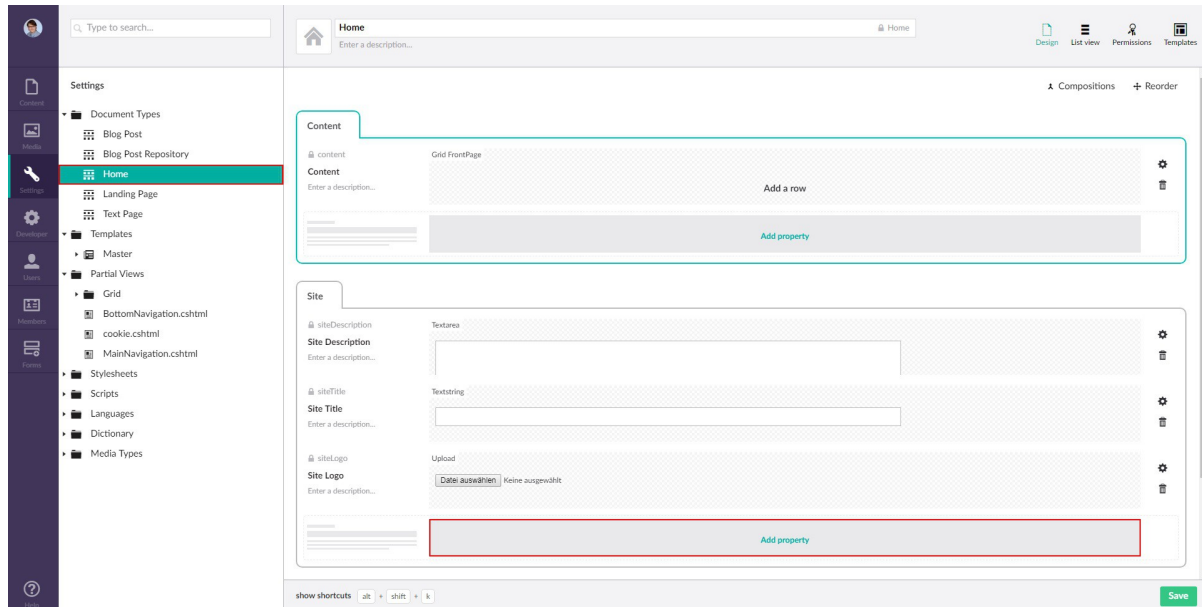 Type to search...
Home
Home
Enter a description...
Design
List view
Permissions
Templates
Content
Media
Settings
Developer
Users
Members
Forms
Help
Settings
Document Types
Blog Post
Blog Post Repository
Home
Landing Page
Text Page
Templates
Master
Partial Views
Grid
BottomNavigation.cshtml
cookie.cshtml
MainNavigation.cshtml
Stylesheets
Scripts
Languages
Dictionary
Media Types
Compositions
Reorder
Content
content
Grid FrontPage
Content
Enter a description...
Add a row
Add property
Site
siteDescription
Textarea
Site Description
Enter a description...
siteTitle
Textstring
Site Title
Enter a description...
siteLogo
Upload
Site Logo
Datei auswählen Keine ausgewählt
Enter a description...
Add property
show shortcuts alt + shift + k
Save